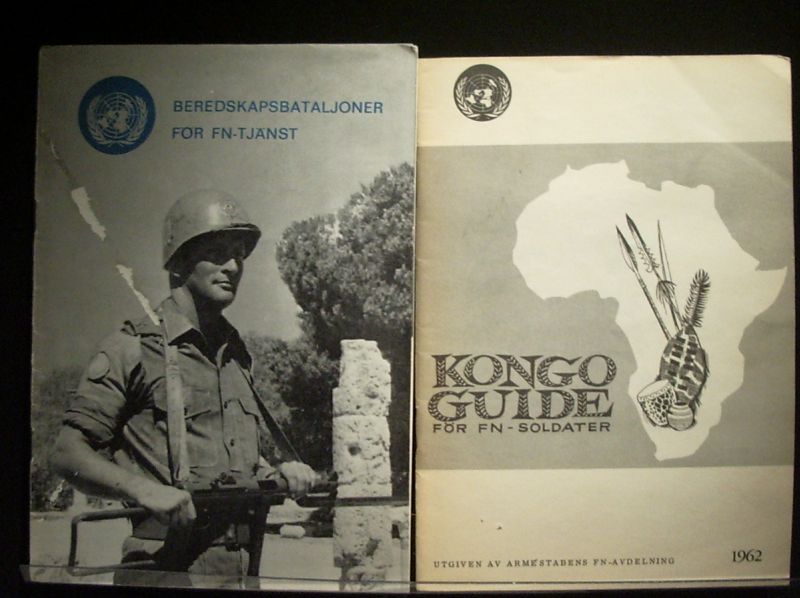 BEREDSKAPSBATALJONER
FÖR FN-TJÄNST
KONGO
GUIDE
FÖR FN-SOLDATER
UTGIVEN AV ARMÉSTABENS FN-AVDELNING
1962